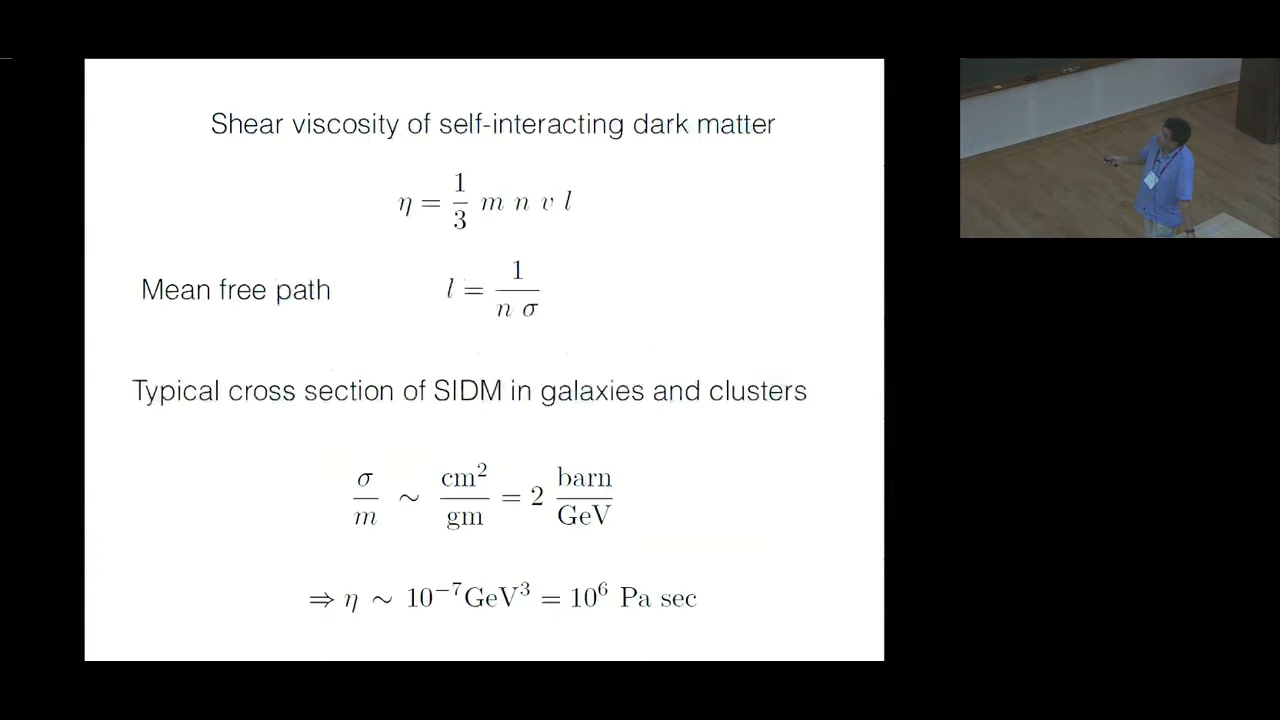 Shear viscosity of self-interacting dark matter
η = 1/3 m n v l
Mean free path l = 1/(n σ)
Typical cross section of SIDM in galaxies and clusters
σ/m ∼ cm²/gm = 2 barn/GeV
⇒ η ∼ 10⁻⁷GeV³ = 10⁶ Pa sec